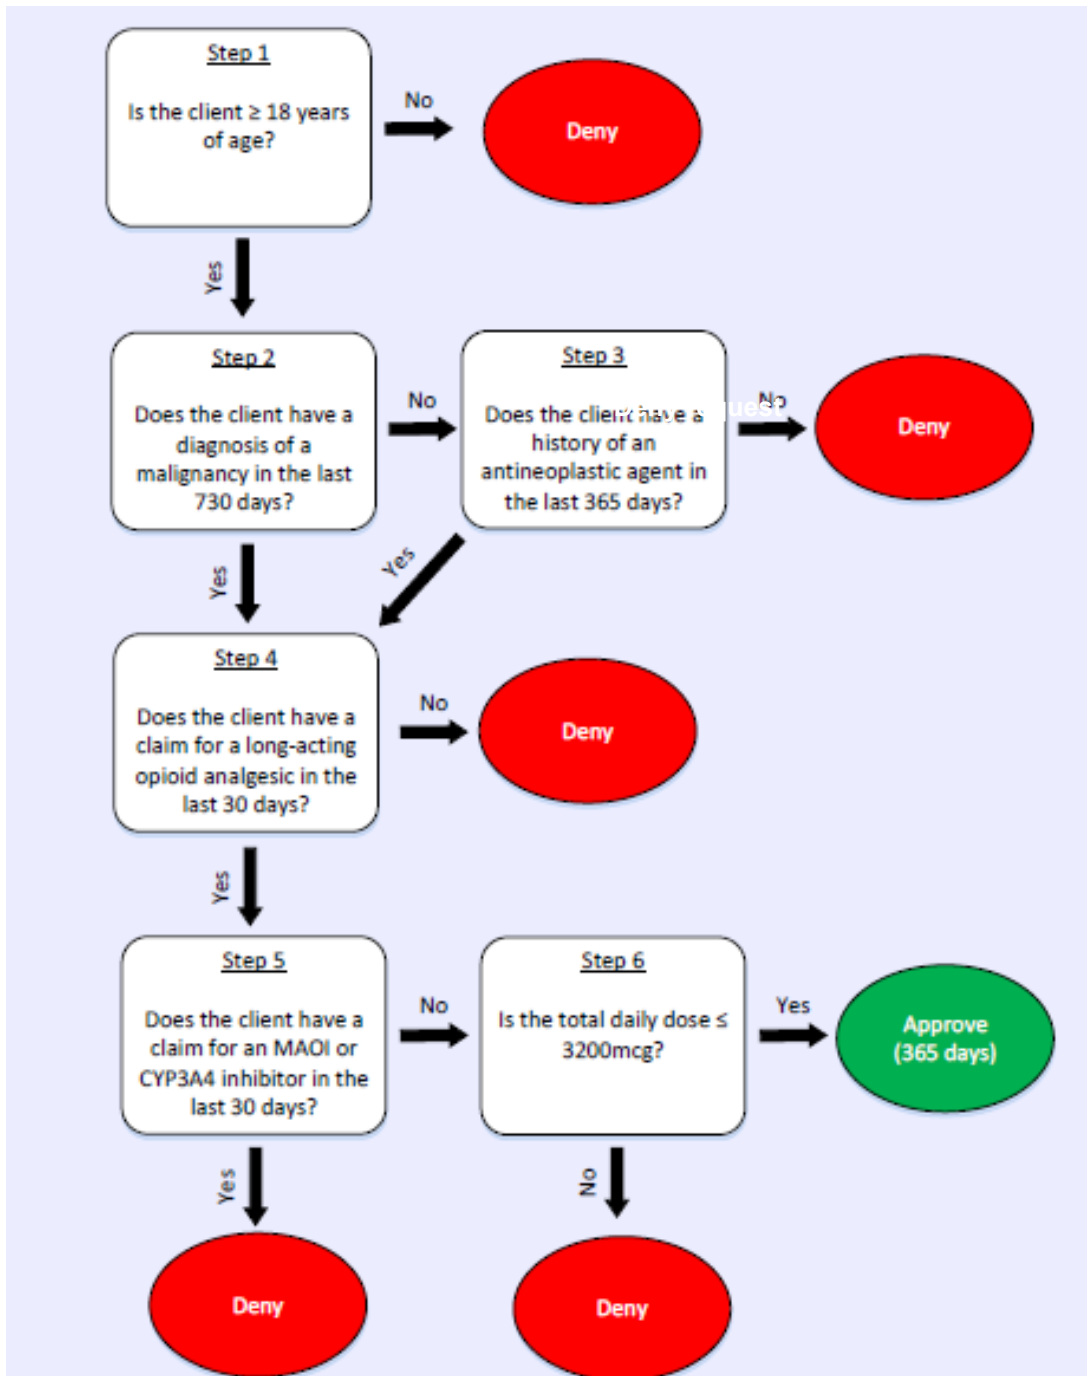 Step 1
Is the client ≥ 18 years
of age?
No
Deny
Yes
Step 2
Does the client have a
diagnosis of a
malignancy in the last
730 days?
No
Step 3
Does the client have a
history of an
antineoplastic agent in
the last 365 days?
No
Deny
Yes
Yes
Step 4
Does the client have a
claim for a long-acting
opioid analgesic in the
last 30 days?
No
Deny
Yes
Step 5
Does the client have a
claim for an MAOI or
CYP3A4 inhibitor in the
last 30 days?
No
Step 6
Is the total daily dose ≤
3200mcg?
Yes
Approve
(365 days)
Yes
No
Deny
Deny